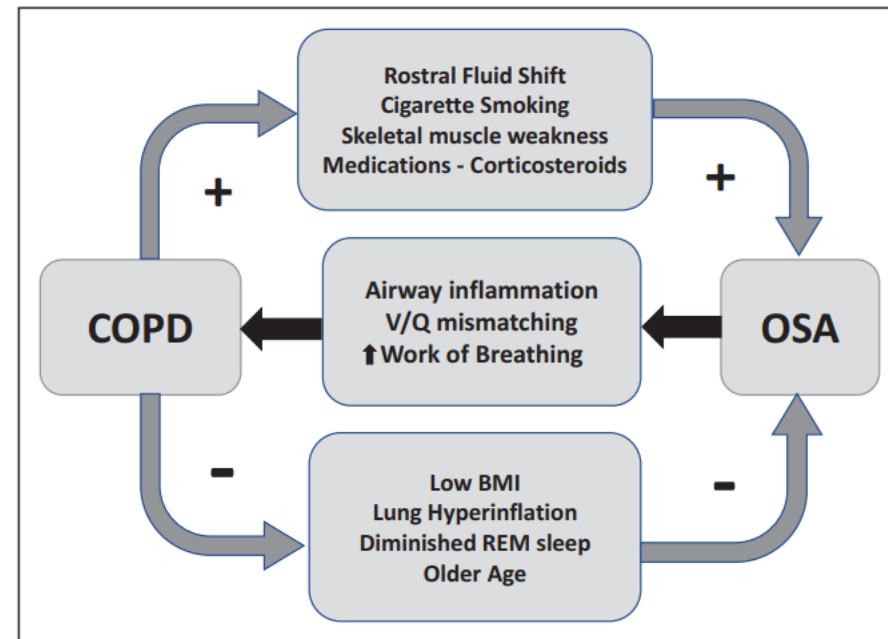 Rostral Fluid Shift
Cigarette Smoking
Skeletal muscle weakness
Medications - Corticosteroids
+
+
COPD
Airway inflammation
V/Q mismatching
⬆Work of Breathing
OSA
-
-
Low BMI
Lung Hyperinflation
Diminished REM sleep
Older Age